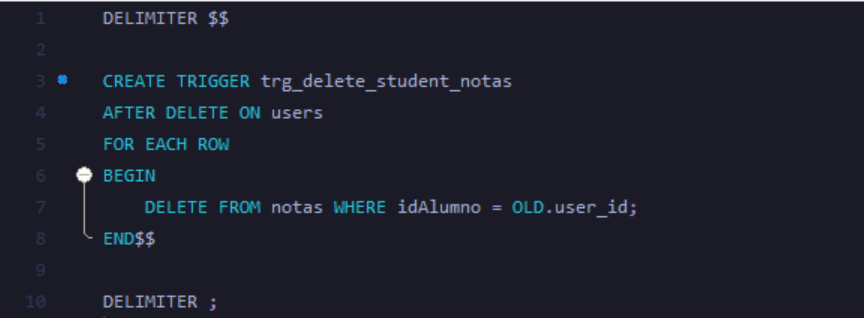 1 DELIMITER $$
2
3 CREATE TRIGGER trg_delete_student_notas
4 AFTER DELETE ON users
5 FOR EACH ROW
6 BEGIN
7 DELETE FROM notas WHERE idAlumno = OLD.user_id;
8 END$$
9
10 DELIMITER ;